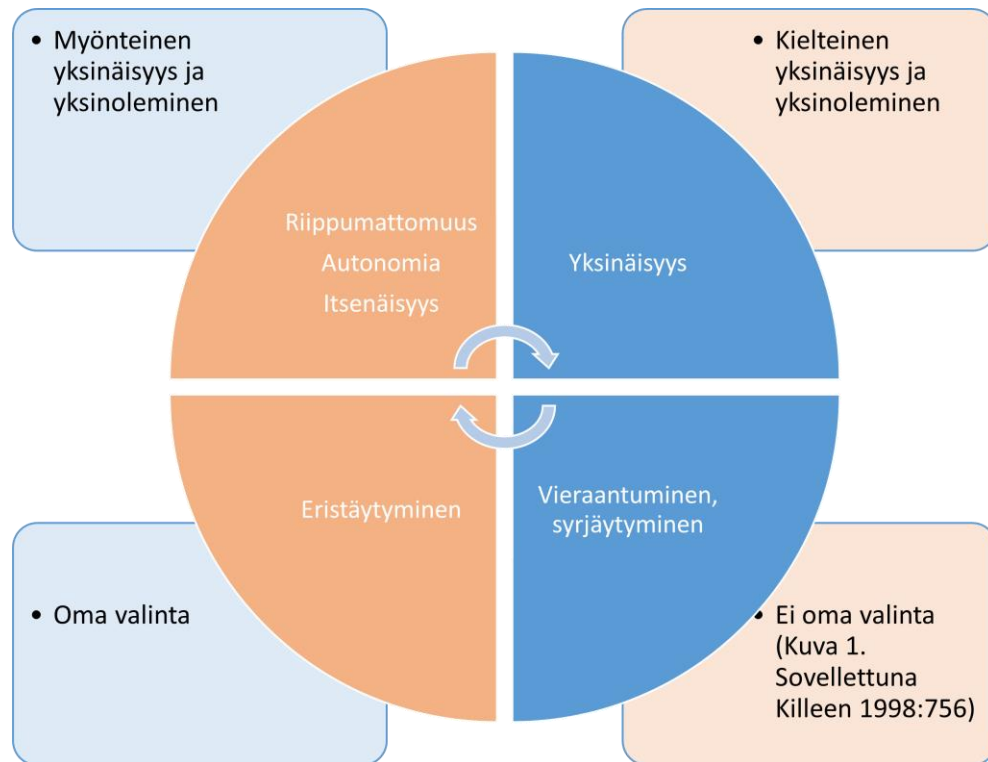 • Myönteinen
yksinäisyys ja
yksinoleminen
• Kielteinen
yksinäisyys ja
yksinoleminen
Riippumattomuus
Autonomia
Itsenäisyys
Yksinäisyys
Eristäytyminen
Vieraantuminen,
syrjäytyminen
• Oma valinta
• Ei oma valinta
(Kuva 1.
Sovellettuna
Killeen 1998:756)